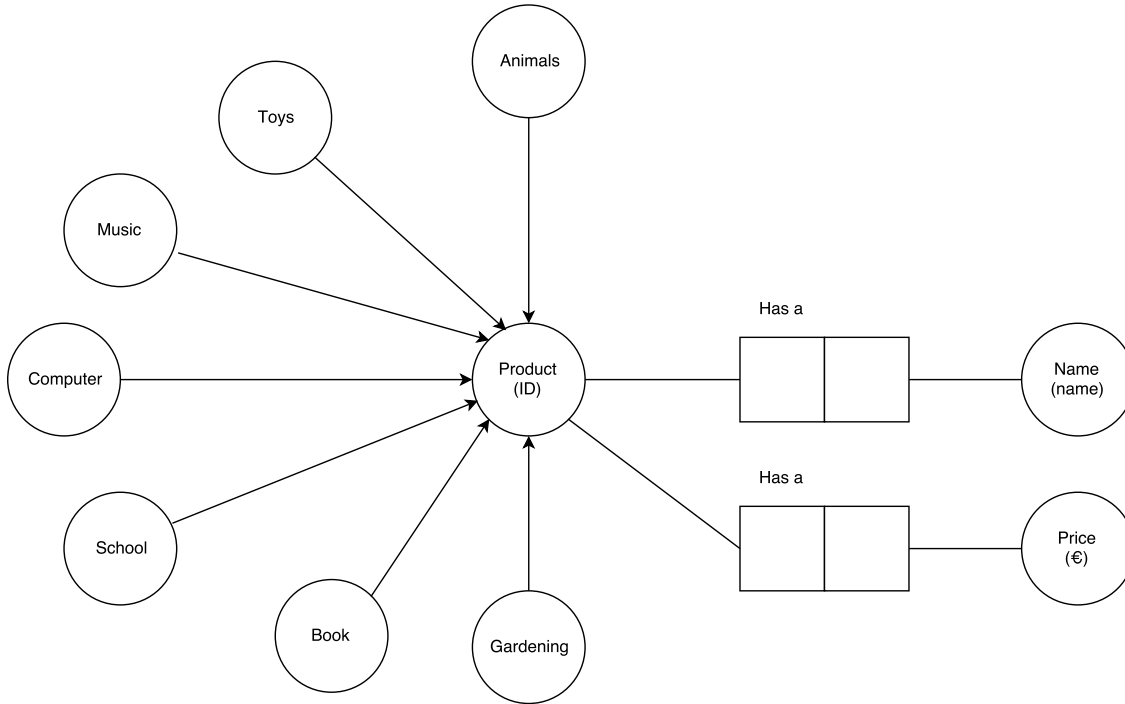 Animals
Toys
Music
Has a
Computer
Product
(ID)
Name
(name)
Has a
School
Price
(€)
Book
Gardening